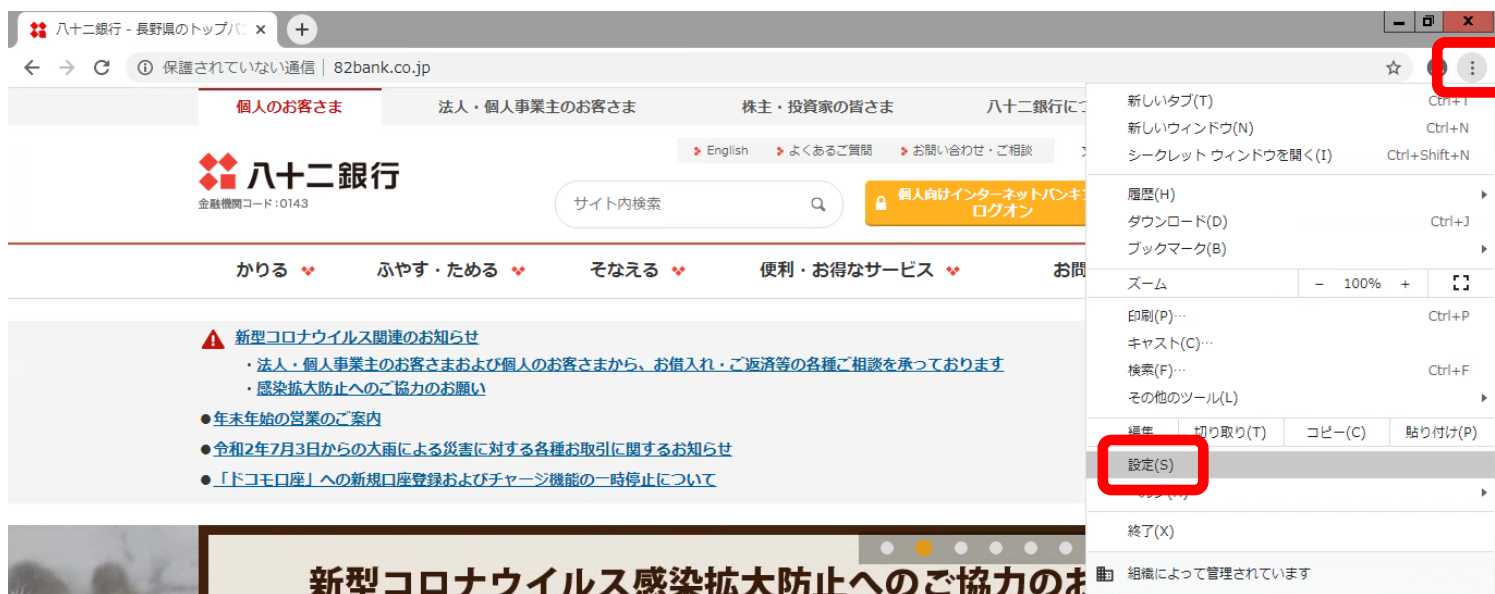 八十二銀行 - 長野県のトップバ
保護されていない通信 | 82bank.co.jp
個人のお客さま 法人・個人事業主のお客さま 株主・投資家の皆さま 八十二銀行に
English よくあるご質問 お問い合わせ・ご相談
八十二銀行
金融機関コード:0143
サイト内検索
個人向けインターネットバンキ
ログオン
かりる ふやす・ためる そなえる 便利・お得なサービス お問
新型コロナウイルス関連のお知らせ
・法人・個人事業主のお客さまおよび個人のお客さまから、お借入れ・ご返済等の各種ご相談を承っております
・感染拡大防止へのご協力のお願い
●年末年始の営業のご案内
●令和2年7月3日からの大雨による災害に対する各種お取引に関するお知らせ
●「ドコモ口座」への新規口座登録およびチャージ機能の一時停止について
新型コロナウイルス感染拡大防止へのご協力のお
新しいタブ(T) Ctrl+T
新しいウィンドウ(N) Ctrl+N
シークレット ウィンドウを開く(I) Ctrl+Shift+N
履歴(H)
ダウンロード(D) Ctrl+J
ブックマーク(B)
ズーム - 100% +
印刷(P)… Ctrl+P
キャスト(C)…
検索(F)… Ctrl+F
その他のツール(L)
編集 切り取り(T) コピー(C) 貼り付け(P)
設定(S)
終了(X)
組織によって管理されています